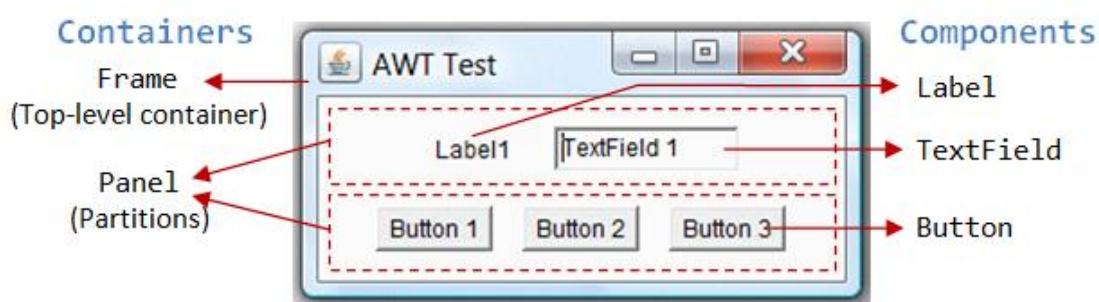 Containers
Frame
(Top-level container)
Panel
(Partitions)
AWT Test
Label1
TextField 1
Button 1
Button 2
Button 3
Components
Label
TextField
Button